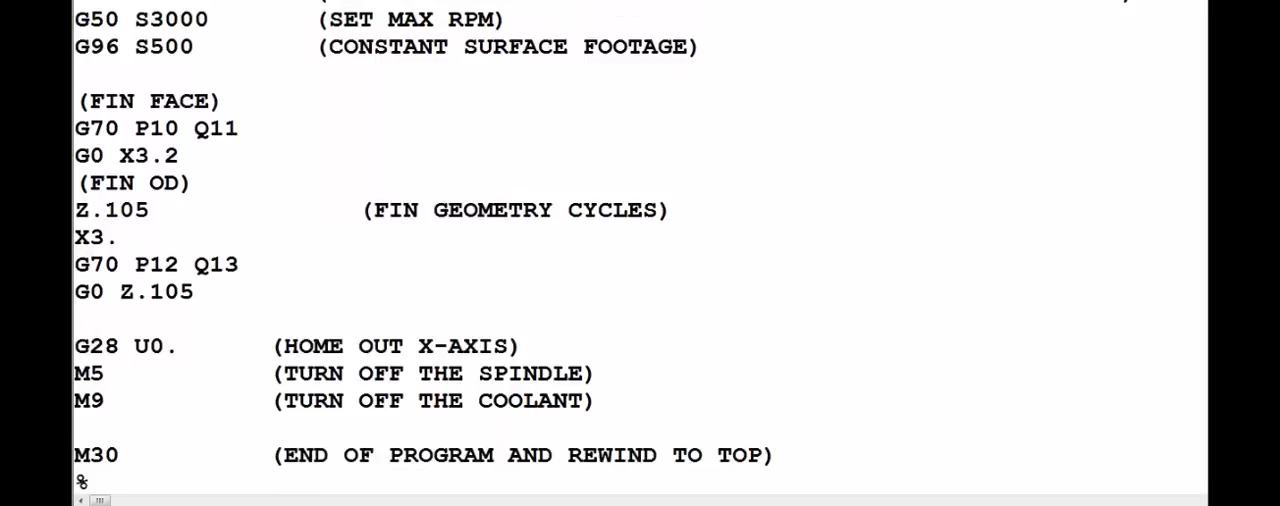 G50 S3000 (SET MAX RPM)
G96 S500 (CONSTANT SURFACE FOOTAGE)
(FIN FACE)
G70 P10 Q11
G0 X3.2
(FIN OD)
Z.105 (FIN GEOMETRY CYCLES)
X3.
G70 P12 Q13
G0 Z.105
G28 U0. (HOME OUT X-AXIS)
M5 (TURN OFF THE SPINDLE)
M9 (TURN OFF THE COOLANT)
M30 (END OF PROGRAM AND REWIND TO TOP)
%